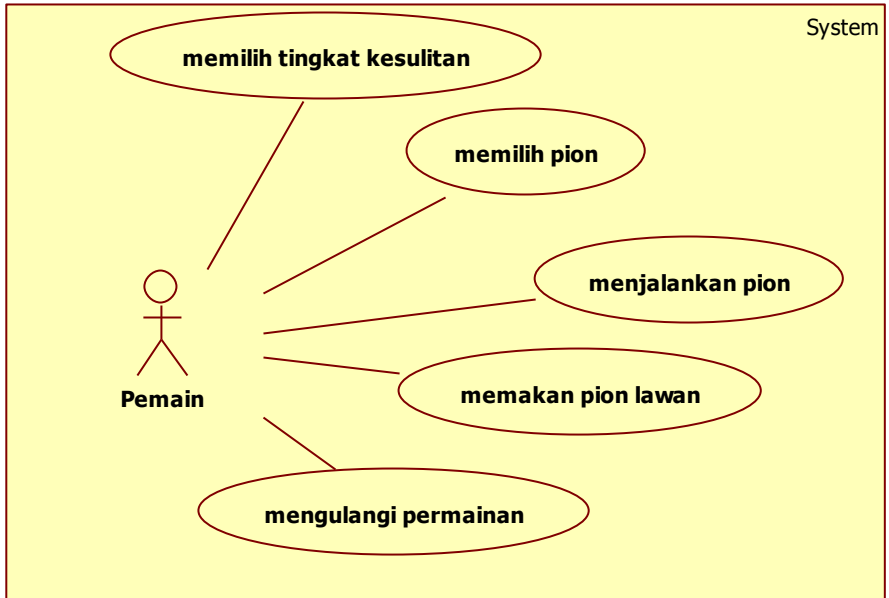 System
memilih tingkat kesulitan
memilih pion
menjalankan pion
Pemain
memakan pion lawan
mengulangi permainan